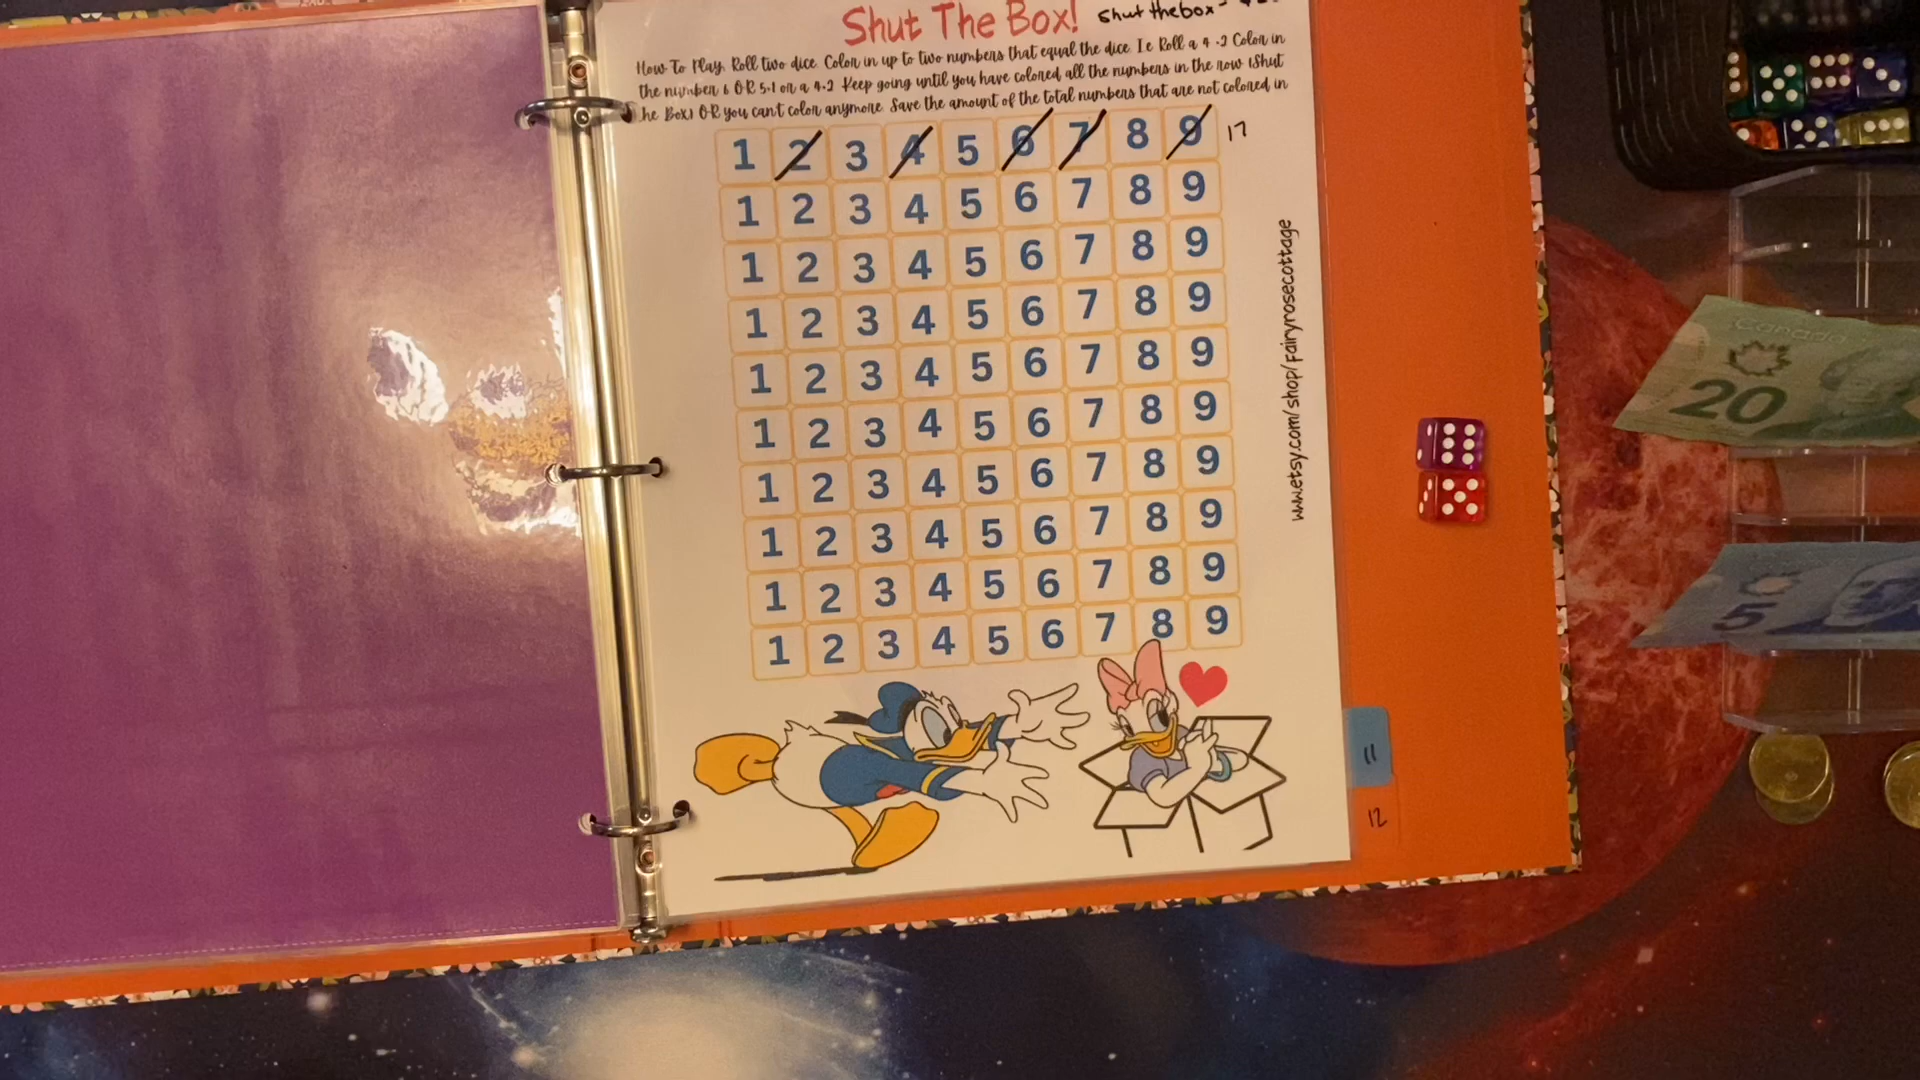 Shut The Box! shut the box -
How To Play. Roll two dice. Color in up to two numbers that equal the dice. I.e Roll a 4 + 2 Color in
the number 6 OR 5+1 or a 4+2 Keep going until you have colored all the numbers in the row (Shut
The Box) OR you can't color anymore. Save the amount of the total numbers that are not colored in
1 2 3 4 5 6 7 8 9 17
1 2 3 4 5 6 7 8 9
1 2 3 4 5 6 7 8 9
1 2 3 4 5 6 7 8 9
1 2 3 4 5 6 7 8 9
1 2 3 4 5 6 7 8 9
1 2 3 4 5 6 7 8 9
1 2 3 4 5 6 7 8 9
1 2 3 4 5 6 7 8 9
1 2 3 4 5 6 7 8 9
www.etsy.com/shop/fairyrosecottage
11
12
Canada
20
5